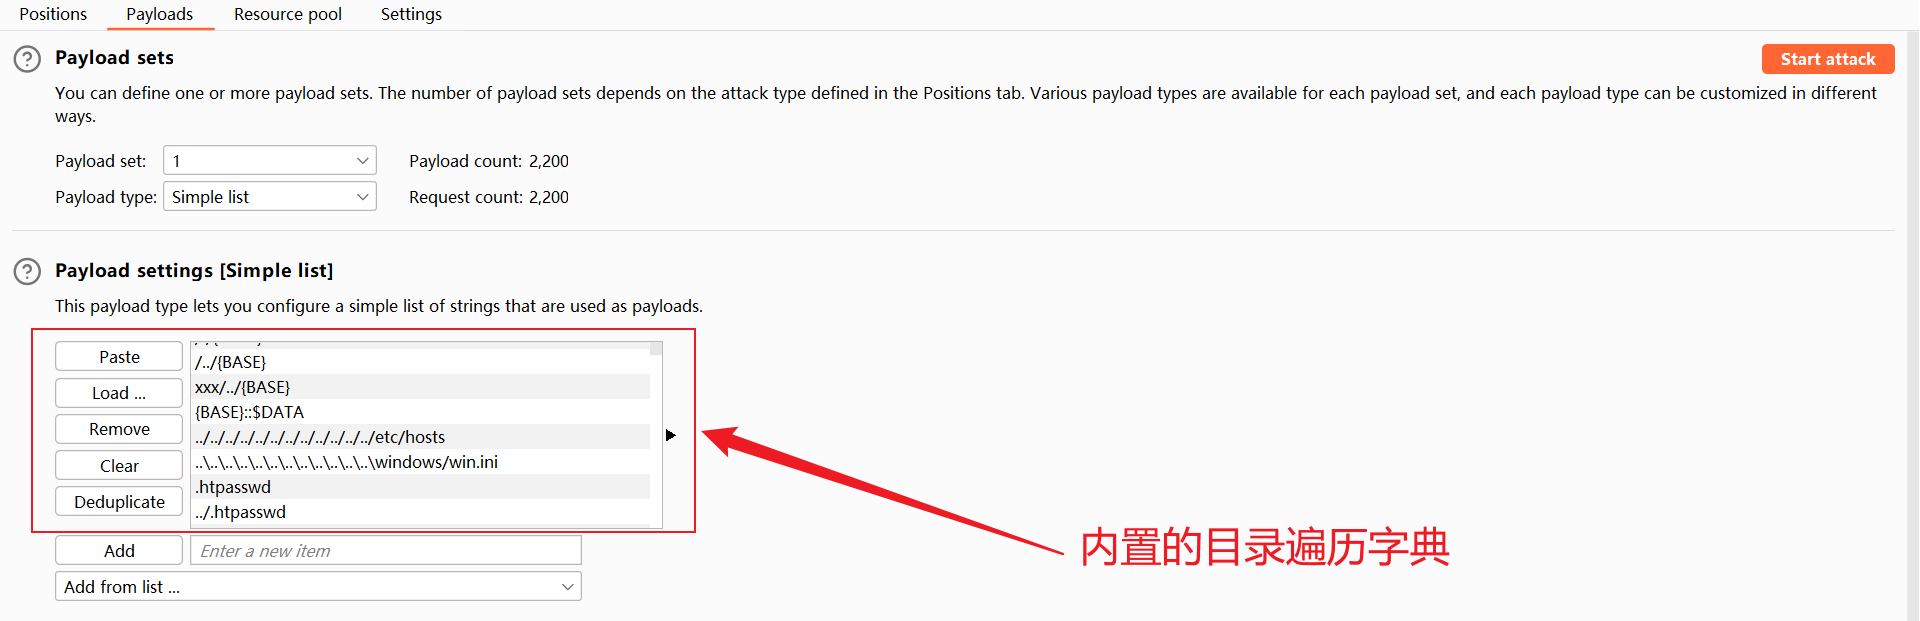 Positions Payloads Resource pool Settings
Payload sets
Start attack
You can define one or more payload sets. The number of payload sets depends on the attack type defined in the Positions tab. Various payload types are available for each payload set, and each payload type can be customized in different
ways.
Payload set: 1 Payload count: 2,200
Payload type: Simple list Request count: 2,200
Payload settings [Simple list]
This payload type lets you configure a simple list of strings that are used as payloads.
Paste
Load ...
Remove
Clear
Deduplicate
/../{BASE}
xxx/../{BASE}
{BASE}::$DATA
../../../../../../../../../../../../etc/hosts
..\..\..\..\..\..\..\..\..\..\..\..\windows/win.ini
.htpasswd
../.htpasswd
内置的目录遍历字典
Add Enter a new item
Add from list ...